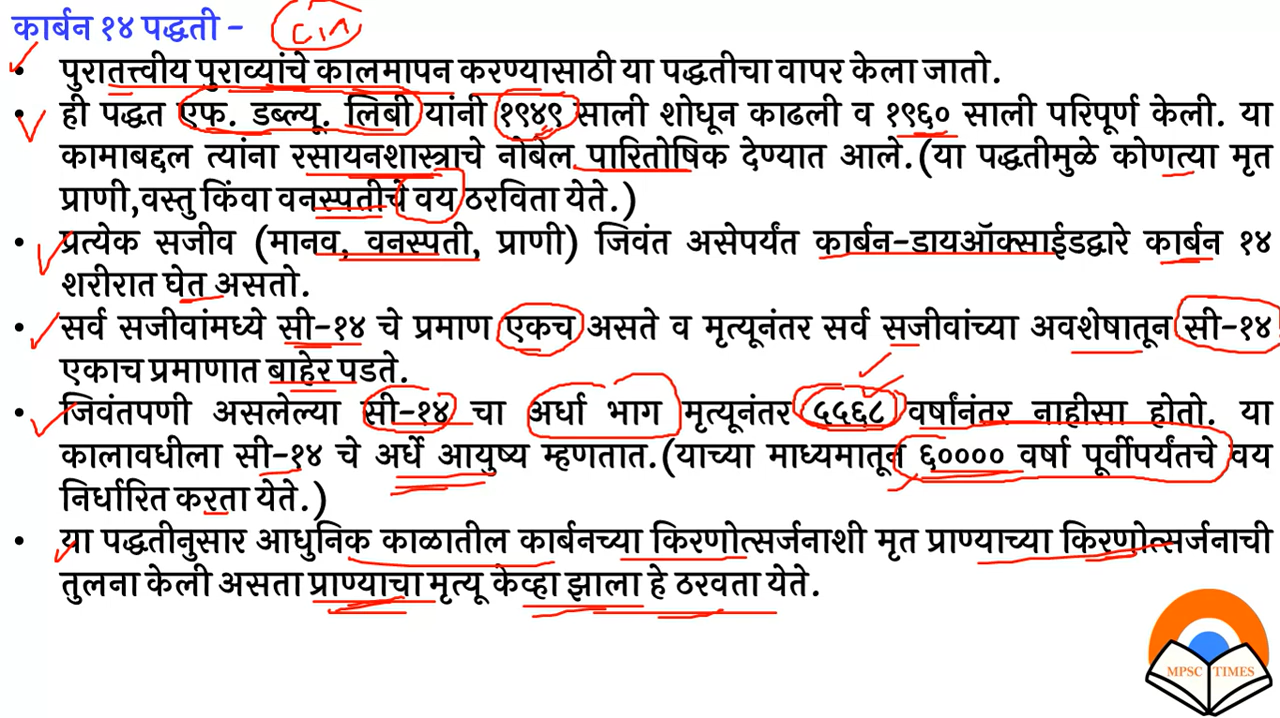 कार्बन १४ पद्धती - C14
• पुरातत्त्वीय पुराव्यांचे कालमापन करण्यासाठी या पद्धतीचा वापर केला जातो.
• ही पद्धत एफ. डब्ल्यू. लिबी यांनी १९४९ साली शोधून काढली व १९६० साली परिपूर्ण केली. या
कामाबद्दल त्यांना रसायनशास्त्राचे नोबेल पारितोषिक देण्यात आले.(या पद्धतीमुळे कोणत्या मृत
प्राणी,वस्तु किंवा वनस्पतीचे वय ठरविता येते.)
• प्रत्येक सजीव (मानव, वनस्पती, प्राणी) जिवंत असेपर्यंत कार्बन-डायऑक्साईडद्वारे कार्बन १४
शरीरात घेत असतो.
• सर्व सजीवांमध्ये सी-१४ चे प्रमाण एकच असते व मृत्यूनंतर सर्व सजीवांच्या अवशेषातून सी-१४
एकाच प्रमाणात बाहेर पडते.
• जिवंतपणी असलेल्या सी-१४ चा अर्धा भाग मृत्यूनंतर ५५६८ वर्षांनंतर नाहीसा होतो. या
कालावधीला सी-१४ चे अर्धे आयुष्य म्हणतात.(याच्या माध्यमातून ६०००० वर्षा पूर्वीपर्यंतचे वय
निर्धारित करता येते.)
• या पद्धतीनुसार आधुनिक काळातील कार्बनच्या किरणोत्सर्जनाशी मृत प्राण्याच्या किरणोत्सर्जनाची
तुलना केली असता प्राण्याचा मृत्यू केव्हा झाला हे ठरवता येते.
MPSC TIMES